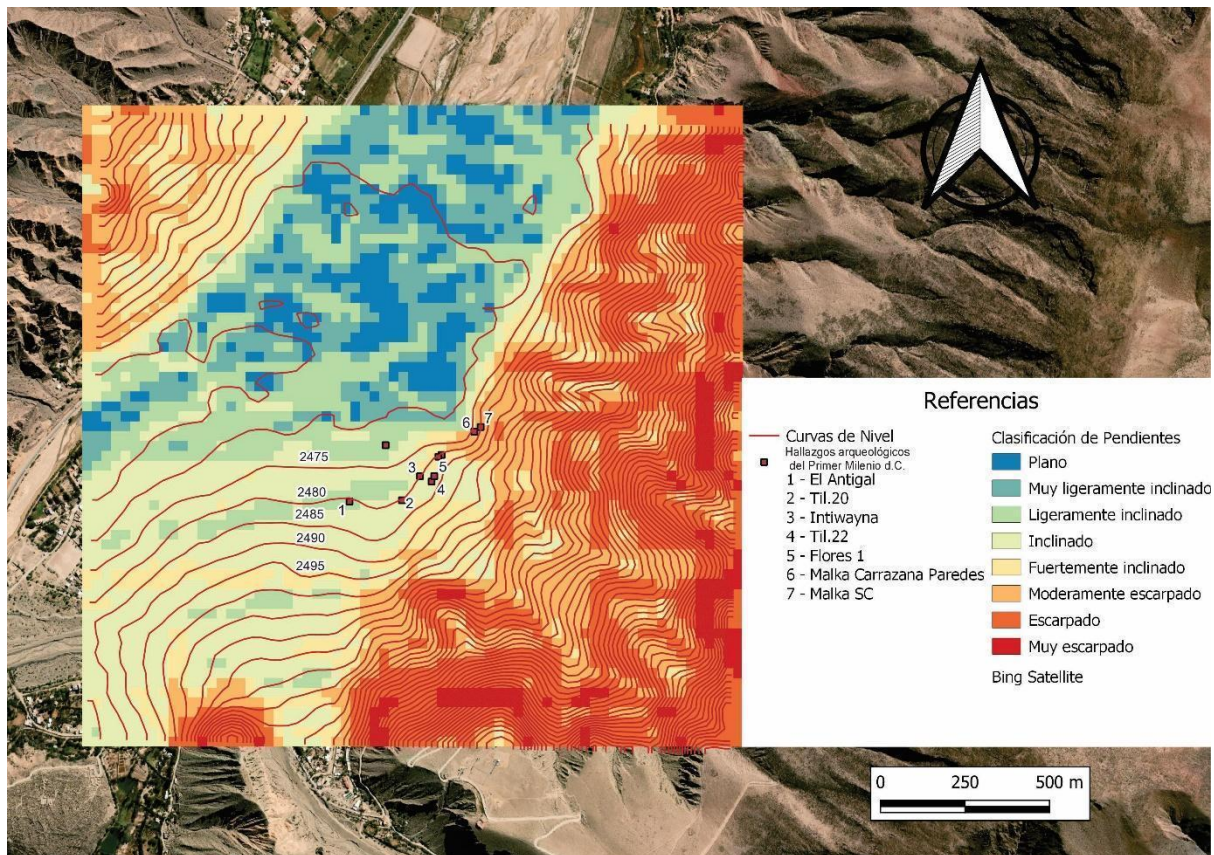 Referencias
Curvas de Nivel
Hallazgos arqueológicos
del Primer Milenio d.C.
1 - El Antigal
2 - Til.20
3 - Intiwayna
4 - Til.22
5 - Flores 1
6 - Malka Carrazana Paredes
7 - Malka SC
Clasificación de Pendientes
Plano
Muy ligeramente inclinado
Ligeramente inclinado
Inclinado
Fuertemente inclinado
Moderamente escarpado
Escarpado
Muy escarpado
Bing Satellite
7
6
2475
5
3
4
2480
1
2
2485
2490
2495
0 250 500 m